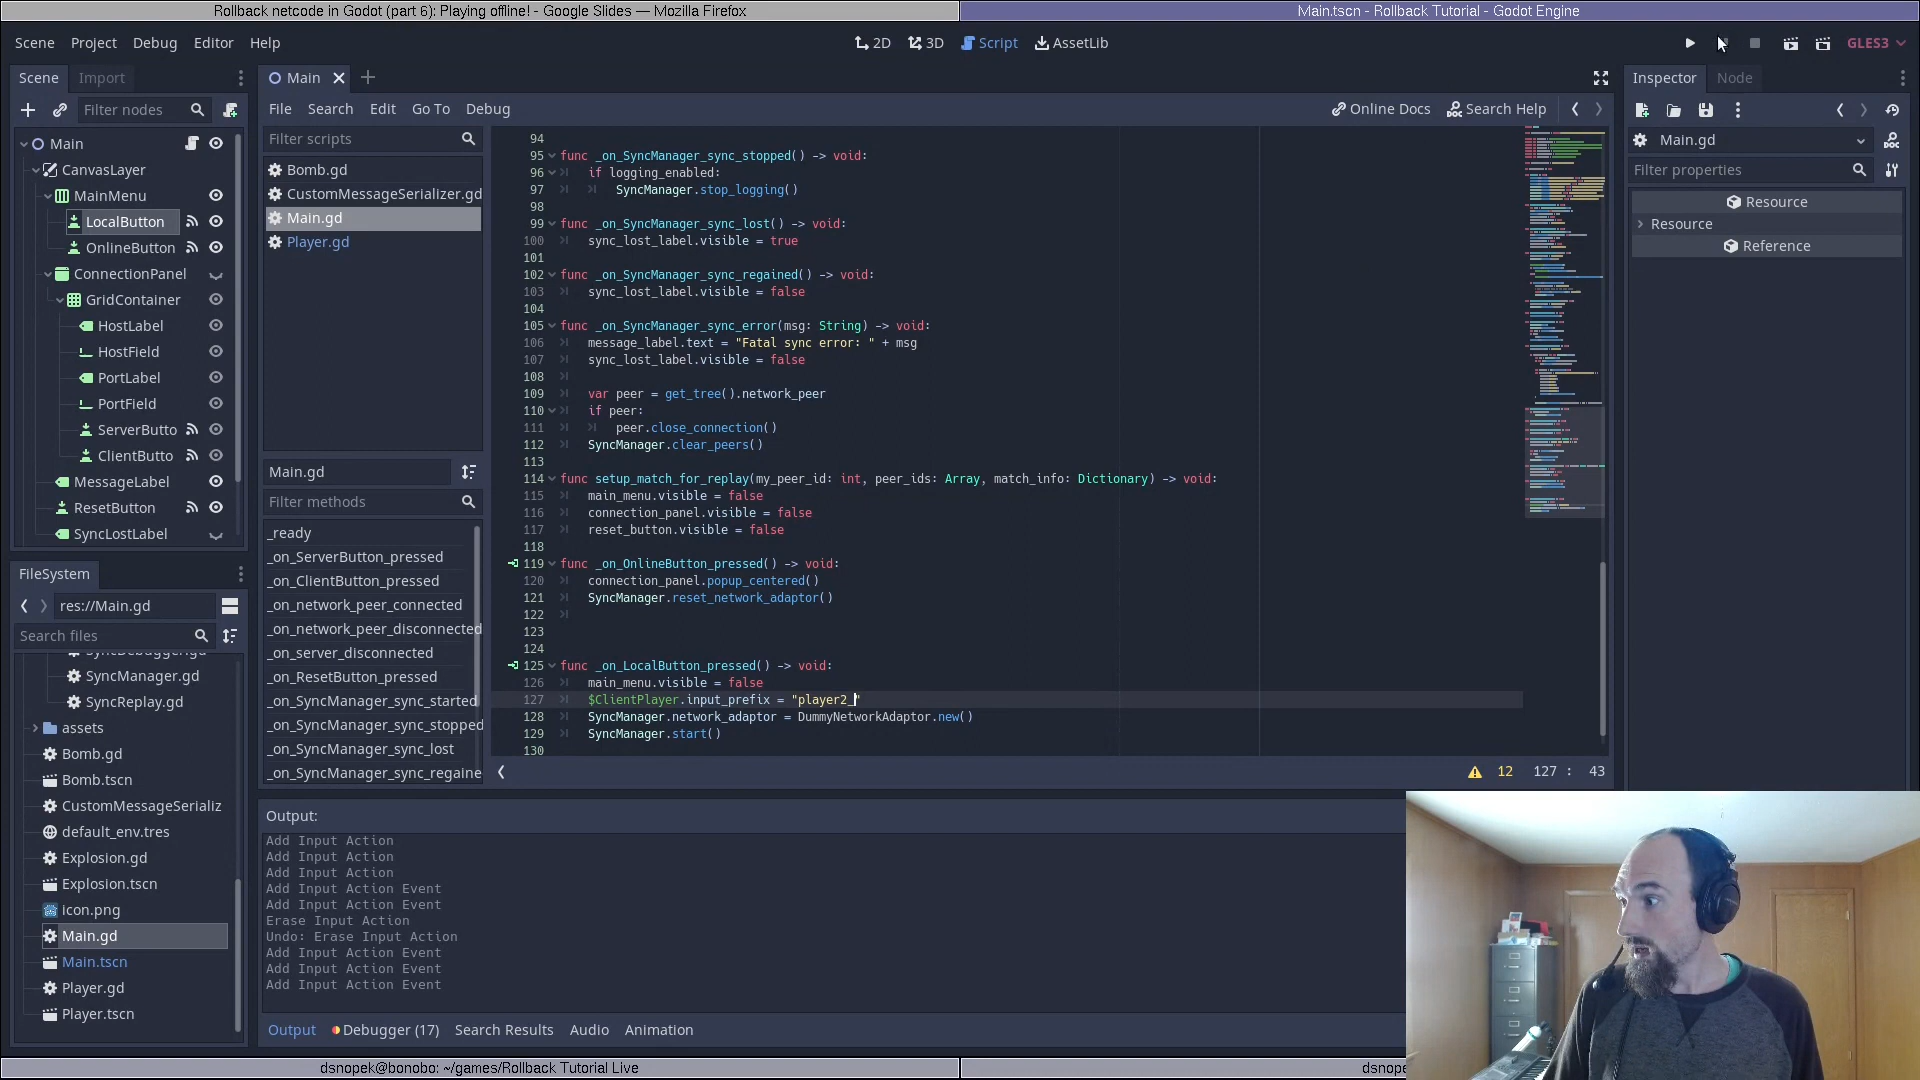 Rollback netcode in Godot (part 6): Playing offline! - Google Slides — Mozilla Firefox
Main.tscn - Rollback Tutorial - Godot Engine
Scene Project Debug Editor Help
2D 3D Script AssetLib
GLES3
Scene Import
Filter nodes
Main
CanvasLayer
MainMenu
LocalButton
OnlineButton
ConnectionPanel
GridContainer
HostLabel
HostField
PortLabel
PortField
ServerButto
ClientButto
MessageLabel
ResetButton
SyncLostLabel
FileSystem
res://Main.gd
Search files
SyncDebugger.gd
SyncManager.gd
SyncReplay.gd
assets
Bomb.gd
Bomb.tscn
CustomMessageSerializ
default_env.tres
Explosion.gd
Explosion.tscn
icon.png
Main.gd
Main.tscn
Player.gd
Player.tscn
Main
File Search Edit Go To Debug
Online Docs Search Help
Filter scripts
Bomb.gd
CustomMessageSerializer.gd
Main.gd
Player.gd
Main.gd
Filter methods
_ready
_on_ServerButton_pressed
_on_ClientButton_pressed
_on_network_peer_connected
_on_network_peer_disconnected
_on_server_disconnected
_on_ResetButton_pressed
_on_SyncManager_sync_started
_on_SyncManager_sync_stopped
_on_SyncManager_sync_lost
_on_SyncManager_sync_regaine
94
95 func _on_SyncManager_sync_stopped() -> void:
96 if logging_enabled:
97 SyncManager.stop_logging()
98
99 func _on_SyncManager_sync_lost() -> void:
100 sync_lost_label.visible = true
101
102 func _on_SyncManager_sync_regained() -> void:
103 sync_lost_label.visible = false
104
105 func _on_SyncManager_sync_error(msg: String) -> void:
106 message_label.text = "Fatal sync error: " + msg
107 sync_lost_label.visible = false
108
109 var peer = get_tree().network_peer
110 if peer:
111 peer.close_connection()
112 SyncManager.clear_peers()
113
114 func setup_match_for_replay(my_peer_id: int, peer_ids: Array, match_info: Dictionary) -> void:
115 main_menu.visible = false
116 connection_panel.visible = false
117 reset_button.visible = false
118
119 func _on_OnlineButton_pressed() -> void:
120 connection_panel.popup_centered()
121 SyncManager.reset_network_adaptor()
122
123
124
125 func _on_LocalButton_pressed() -> void:
126 main_menu.visible = false
127 $ClientPlayer.input_prefix = "player2_"
128 SyncManager.network_adaptor = DummyNetworkAdaptor.new()
129 SyncManager.start()
130
12 127 : 43
Output:
Add Input Action
Add Input Action
Add Input Action
Add Input Action Event
Add Input Action Event
Erase Input Action
Undo: Erase Input Action
Add Input Action Event
Add Input Action Event
Add Input Action Event
Output Debugger (17) Search Results Audio Animation
Inspector Node
Main.gd
Filter properties
Resource
Resource
Reference
dsnopek@bonobo: ~/games/Rollback Tutorial Live
dsnope